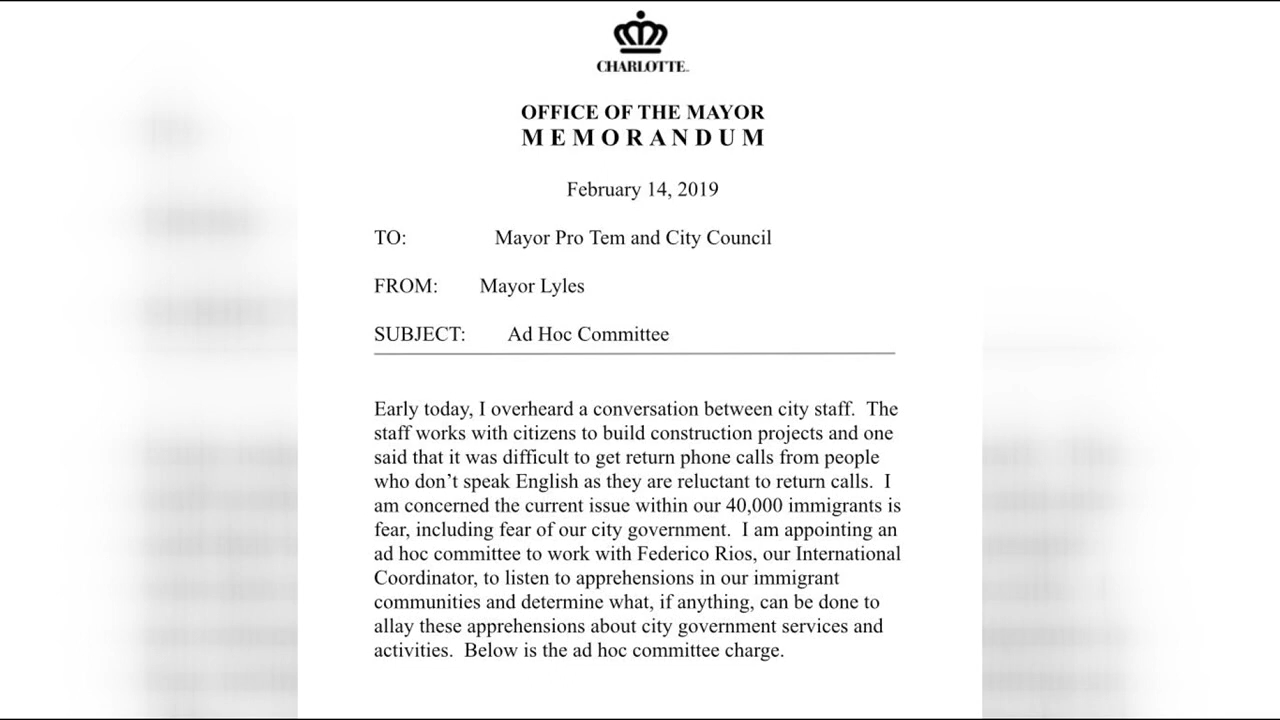 CHARLOTTE™
OFFICE OF THE MAYOR
MEMORANDUM
February 14, 2019
TO: Mayor Pro Tem and City Council
FROM: Mayor Lyles
SUBJECT: Ad Hoc Committee
Early today, I overheard a conversation between city staff. The
staff works with citizens to build construction projects and one
said that it was difficult to get return phone calls from people
who don’t speak English as they are reluctant to return calls. I
am concerned the current issue within our 40,000 immigrants is
fear, including fear of our city government. I am appointing an
ad hoc committee to work with Federico Rios, our International
Coordinator, to listen to apprehensions in our immigrant
communities and determine what, if anything, can be done to
allay these apprehensions about city government services and
activities. Below is the ad hoc committee charge.